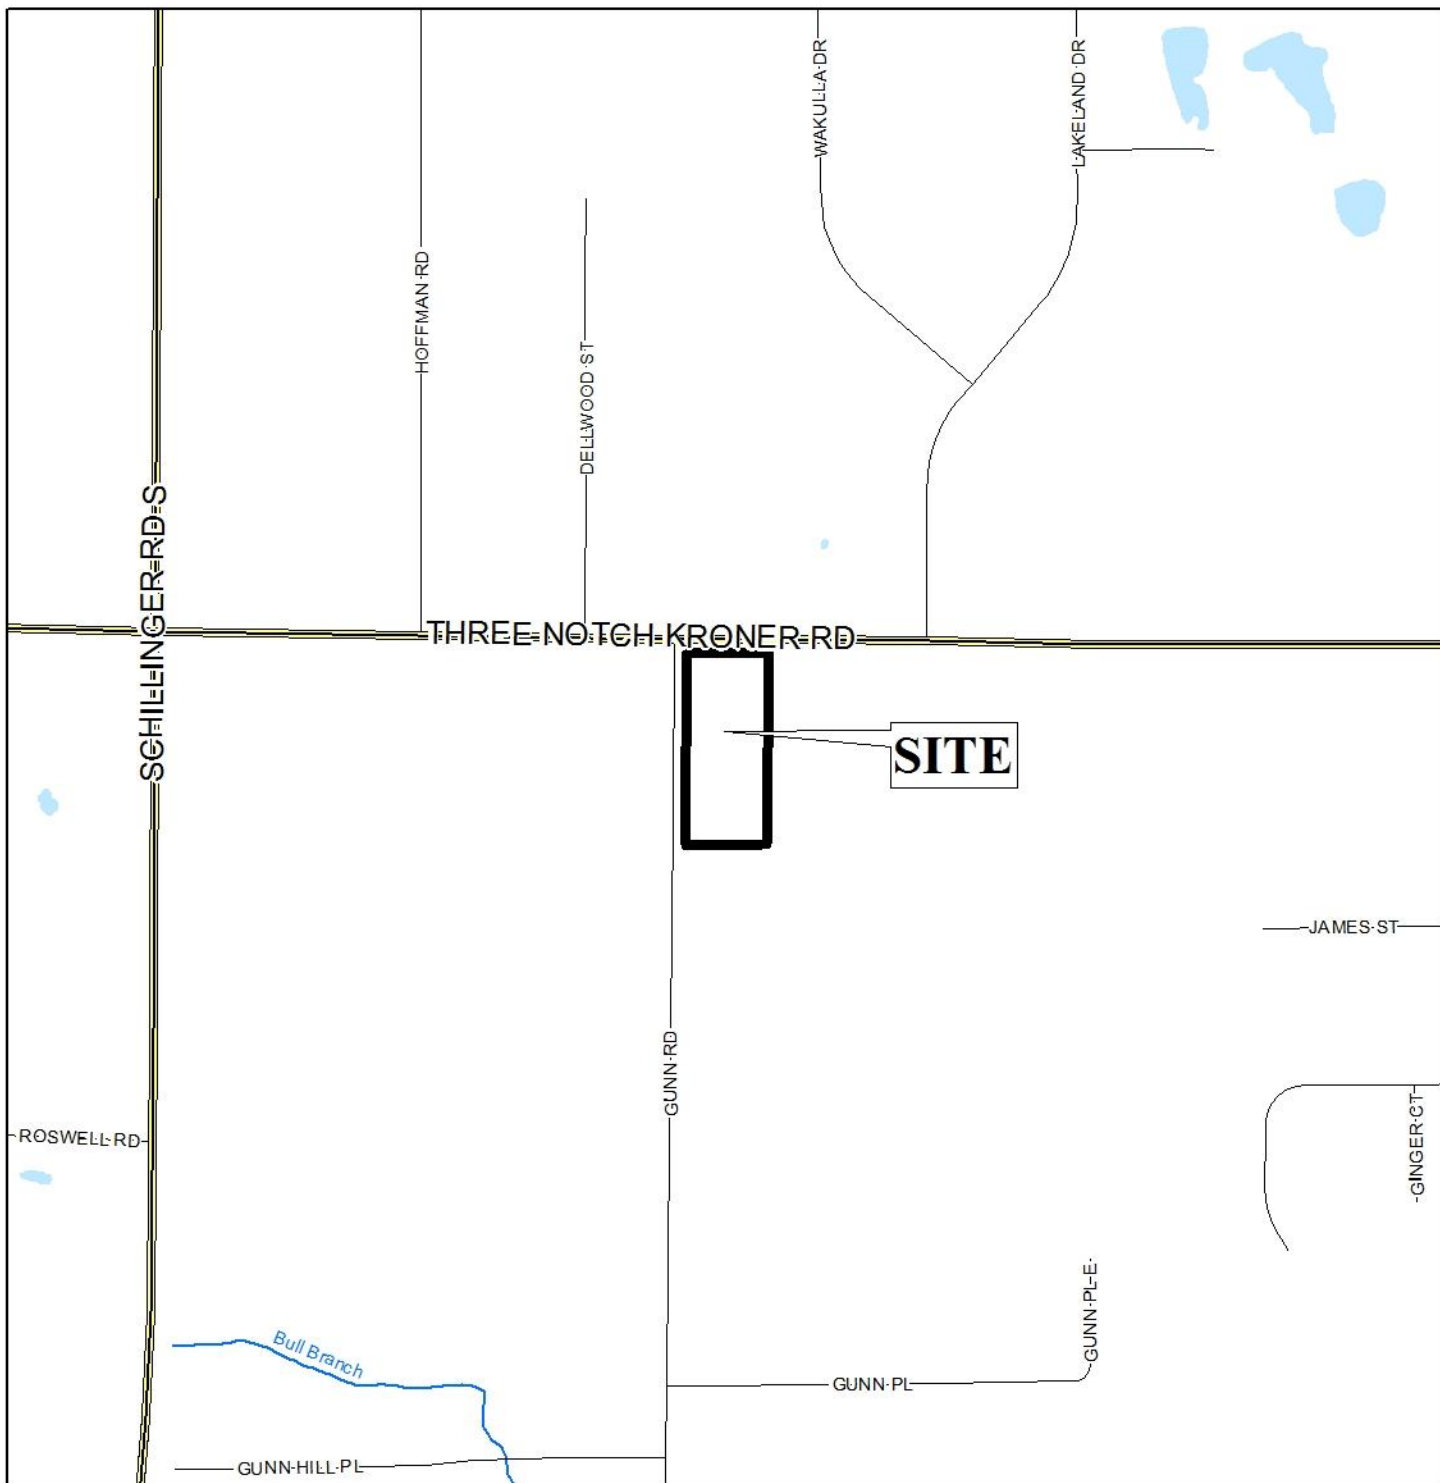 WAKULLA DR
LAKELAND DR
HOFFMAN RD
DELLWOOD ST
SCHILLINGER RD S
THREE NOTCH KRONER RD
SITE
JAMES ST
GUNN RD
ROSWELL RD
GINGER CT
GUNN PL E
Bull Branch
GUNN PL
GUNN HILL PL